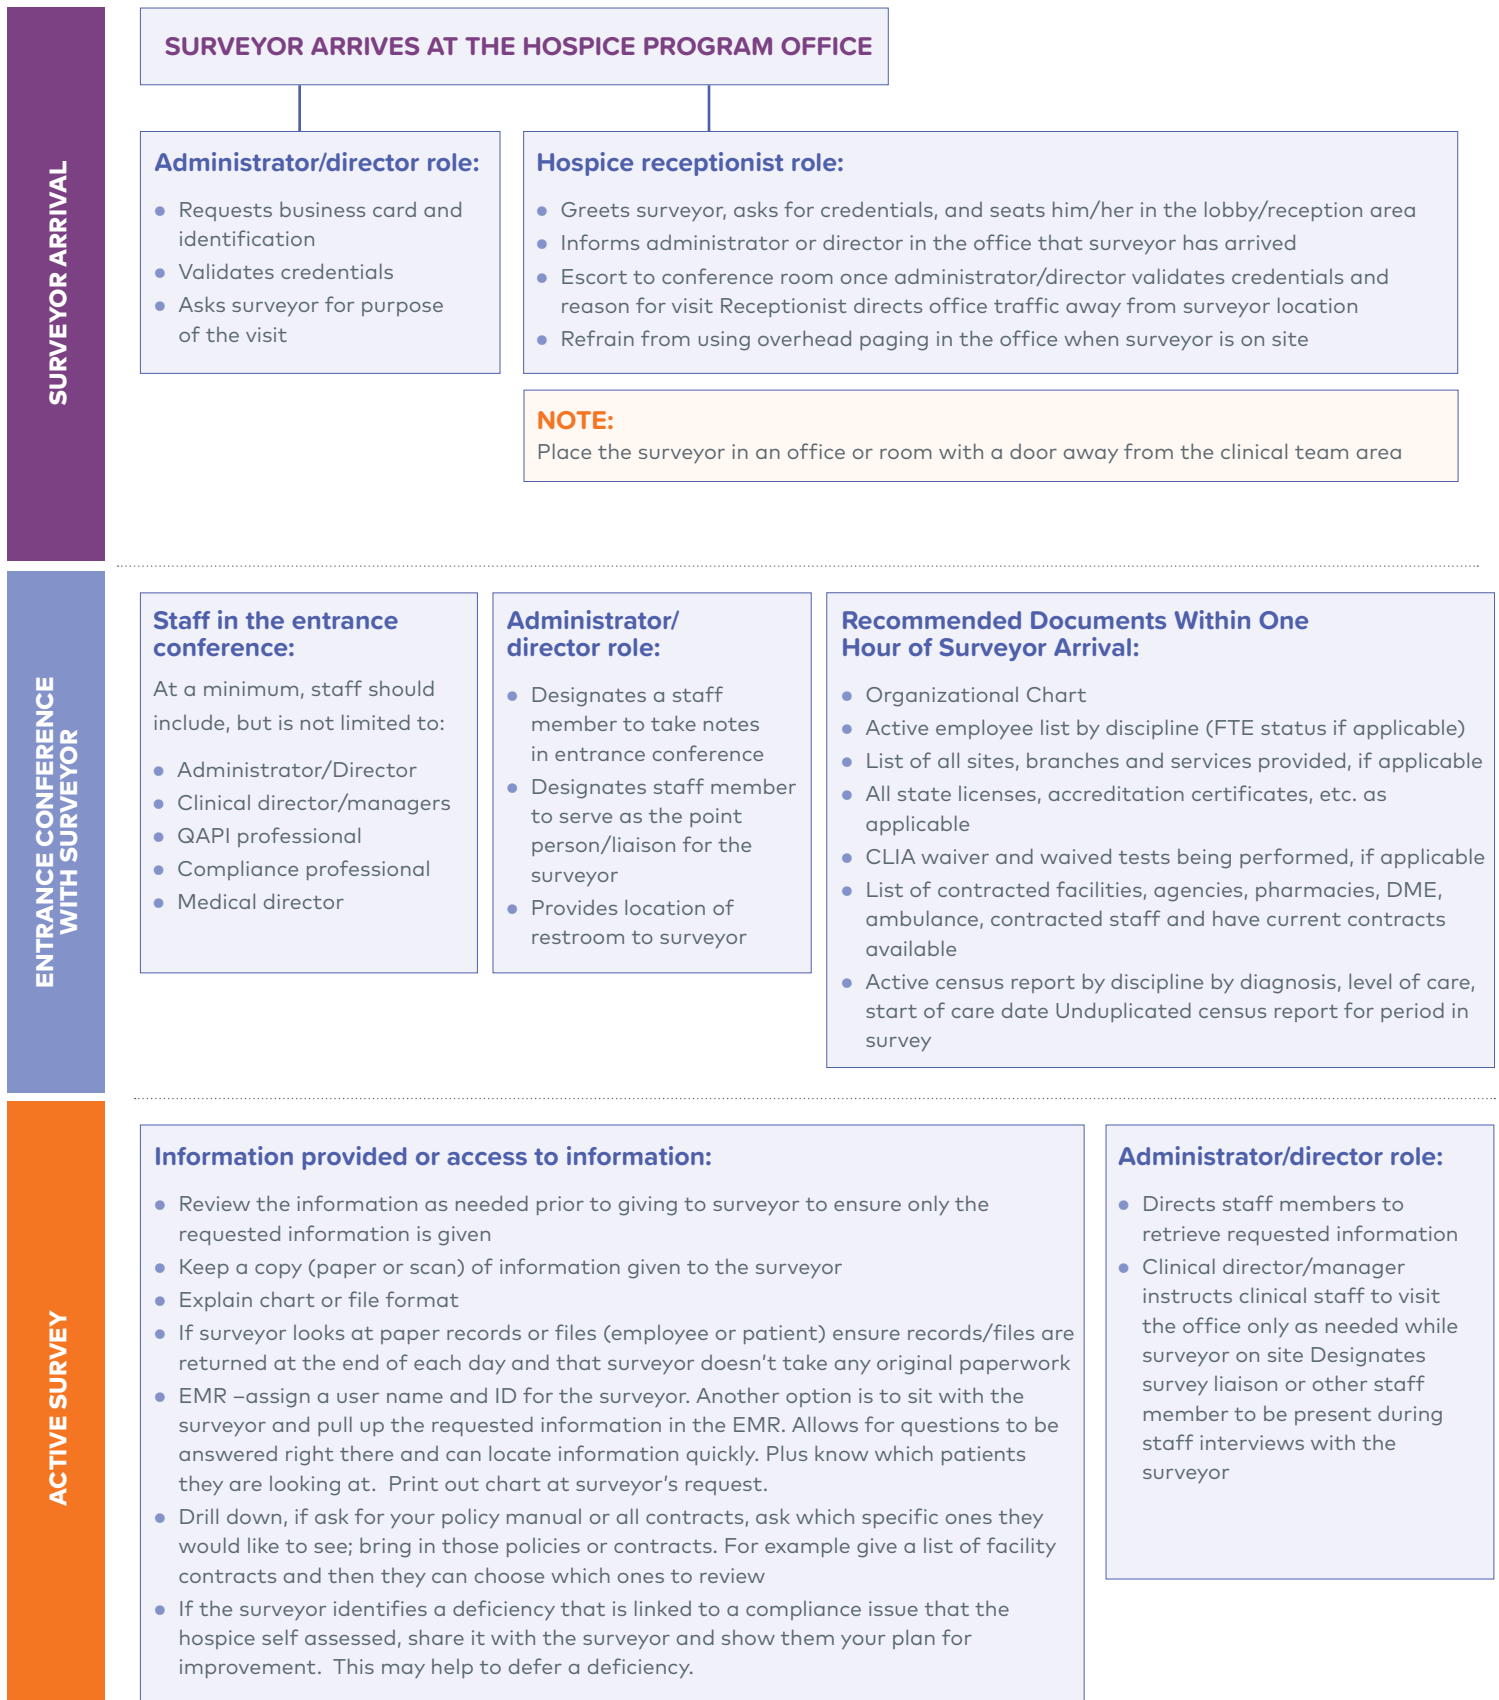 SURVEYOR ARRIVAL
SURVEYOR ARRIVES AT THE HOSPICE PROGRAM OFFICE
Administrator/director role:
● Requests business card and
identification
● Validates credentials
● Asks surveyor for purpose
of the visit
Hospice receptionist role:
● Greets surveyor, asks for credentials, and seats him/her in the lobby/reception area
● Informs administrator or director in the office that surveyor has arrived
● Escort to conference room once administrator/director validates credentials and
reason for visit Receptionist directs office traffic away from surveyor location
● Refrain from using overhead paging in the office when surveyor is on site
NOTE:
Place the surveyor in an office or room with a door away from the clinical team area
ENTRANCE CONFERENCE
WITH SURVEYOR
Staff in the entrance
conference:
At a minimum, staff should
include, but is not limited to:
● Administrator/Director
● Clinical director/managers
● QAPI professional
● Compliance professional
● Medical director
Administrator/
director role:
● Designates a staff
member to take notes
in entrance conference
● Designates staff member
to serve as the point
person/liaison for the
surveyor
● Provides location of
restroom to surveyor
Recommended Documents Within One
Hour of Surveyor Arrival:
● Organizational Chart
● Active employee list by discipline (FTE status if applicable)
● List of all sites, branches and services provided, if applicable
● All state licenses, accreditation certificates, etc. as
applicable
● CLIA waiver and waived tests being performed, if applicable
● List of contracted facilities, agencies, pharmacies, DME,
ambulance, contracted staff and have current contracts
available
● Active census report by discipline by diagnosis, level of care,
start of care date Unduplicated census report for period in
survey
ACTIVE SURVEY
Information provided or access to information:
● Review the information as needed prior to giving to surveyor to ensure only the
requested information is given
● Keep a copy (paper or scan) of information given to the surveyor
● Explain chart or file format
● If surveyor looks at paper records or files (employee or patient) ensure records/files are
returned at the end of each day and that surveyor doesn't take any original paperwork
● EMR –assign a user name and ID for the surveyor. Another option is to sit with the
surveyor and pull up the requested information in the EMR. Allows for questions to be
answered right there and can locate information quickly. Plus know which patients
they are looking at.  Print out chart at surveyor's request.
● Drill down, if ask for your policy manual or all contracts, ask which specific ones they
would like to see; bring in those policies or contracts. For example give a list of facility
contracts and then they can choose which ones to review
● If the surveyor identifies a deficiency that is linked to a compliance issue that the
hospice self assessed, share it with the surveyor and show them your plan for
improvement.  This may help to defer a deficiency.
Administrator/director role:
● Directs staff members to
retrieve requested information
● Clinical director/manager
instructs clinical staff to visit
the office only as needed while
surveyor on site Designates
survey liaison or other staff
member to be present during
staff interviews with the
surveyor